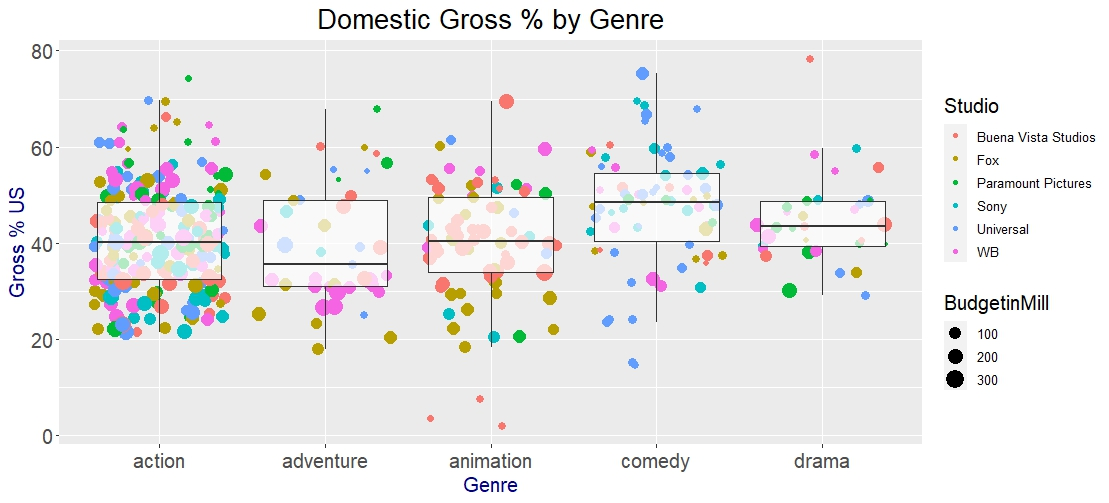 Domestic Gross % by Genre
Gross % US
80
60
40
20
0
action adventure animation comedy drama
Genre
Studio
Buena Vista Studios
Fox
Paramount Pictures
Sony
Universal
WB
BudgetinMill
100
200
300